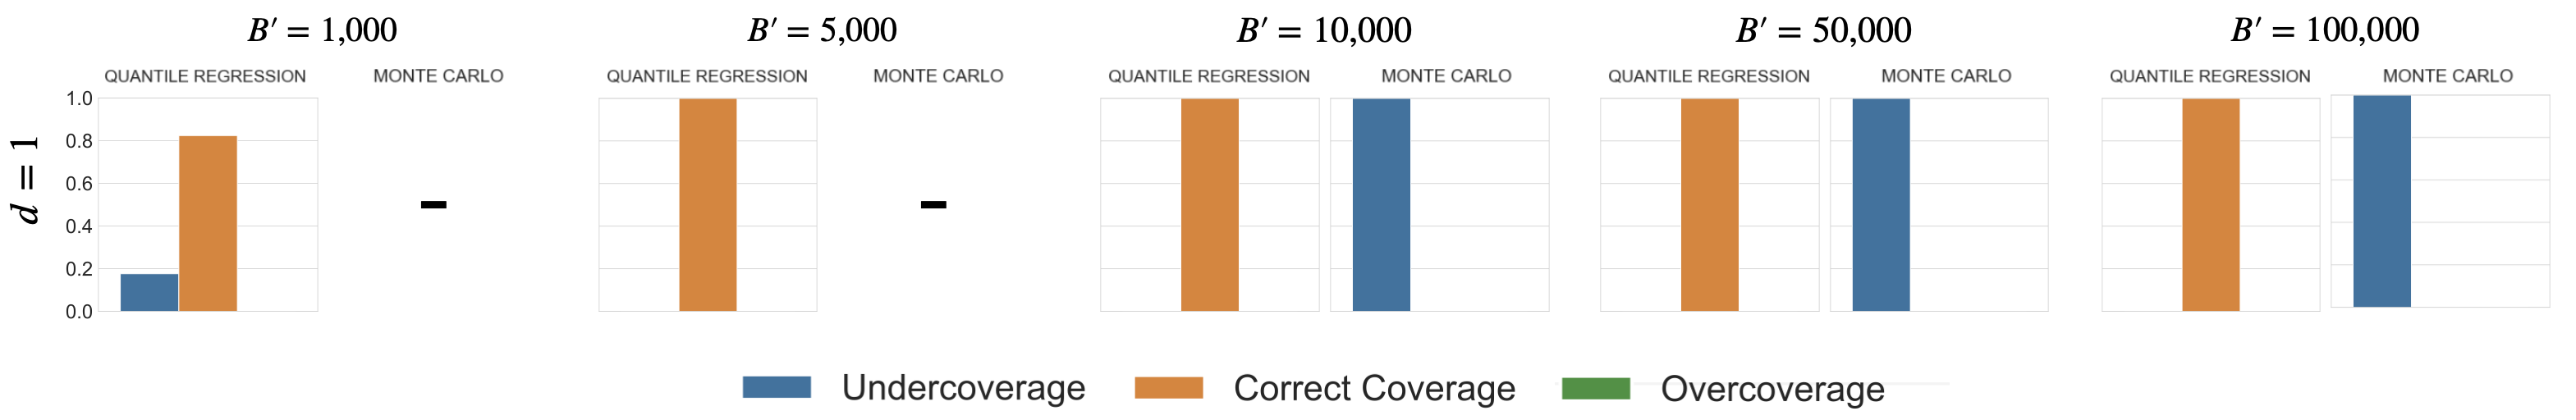 B′ = 1,000 B′ = 5,000 B′ = 10,000 B′ = 50,000 B′ = 100,000
QUANTILE REGRESSION MONTE CARLO QUANTILE REGRESSION MONTE CARLO QUANTILE REGRESSION MONTE CARLO QUANTILE REGRESSION MONTE CARLO QUANTILE REGRESSION MONTE CARLO
1.0
0.8
0.6
0.4
0.2
0.0
d = 1
- -
Undercoverage Correct Coverage Overcoverage